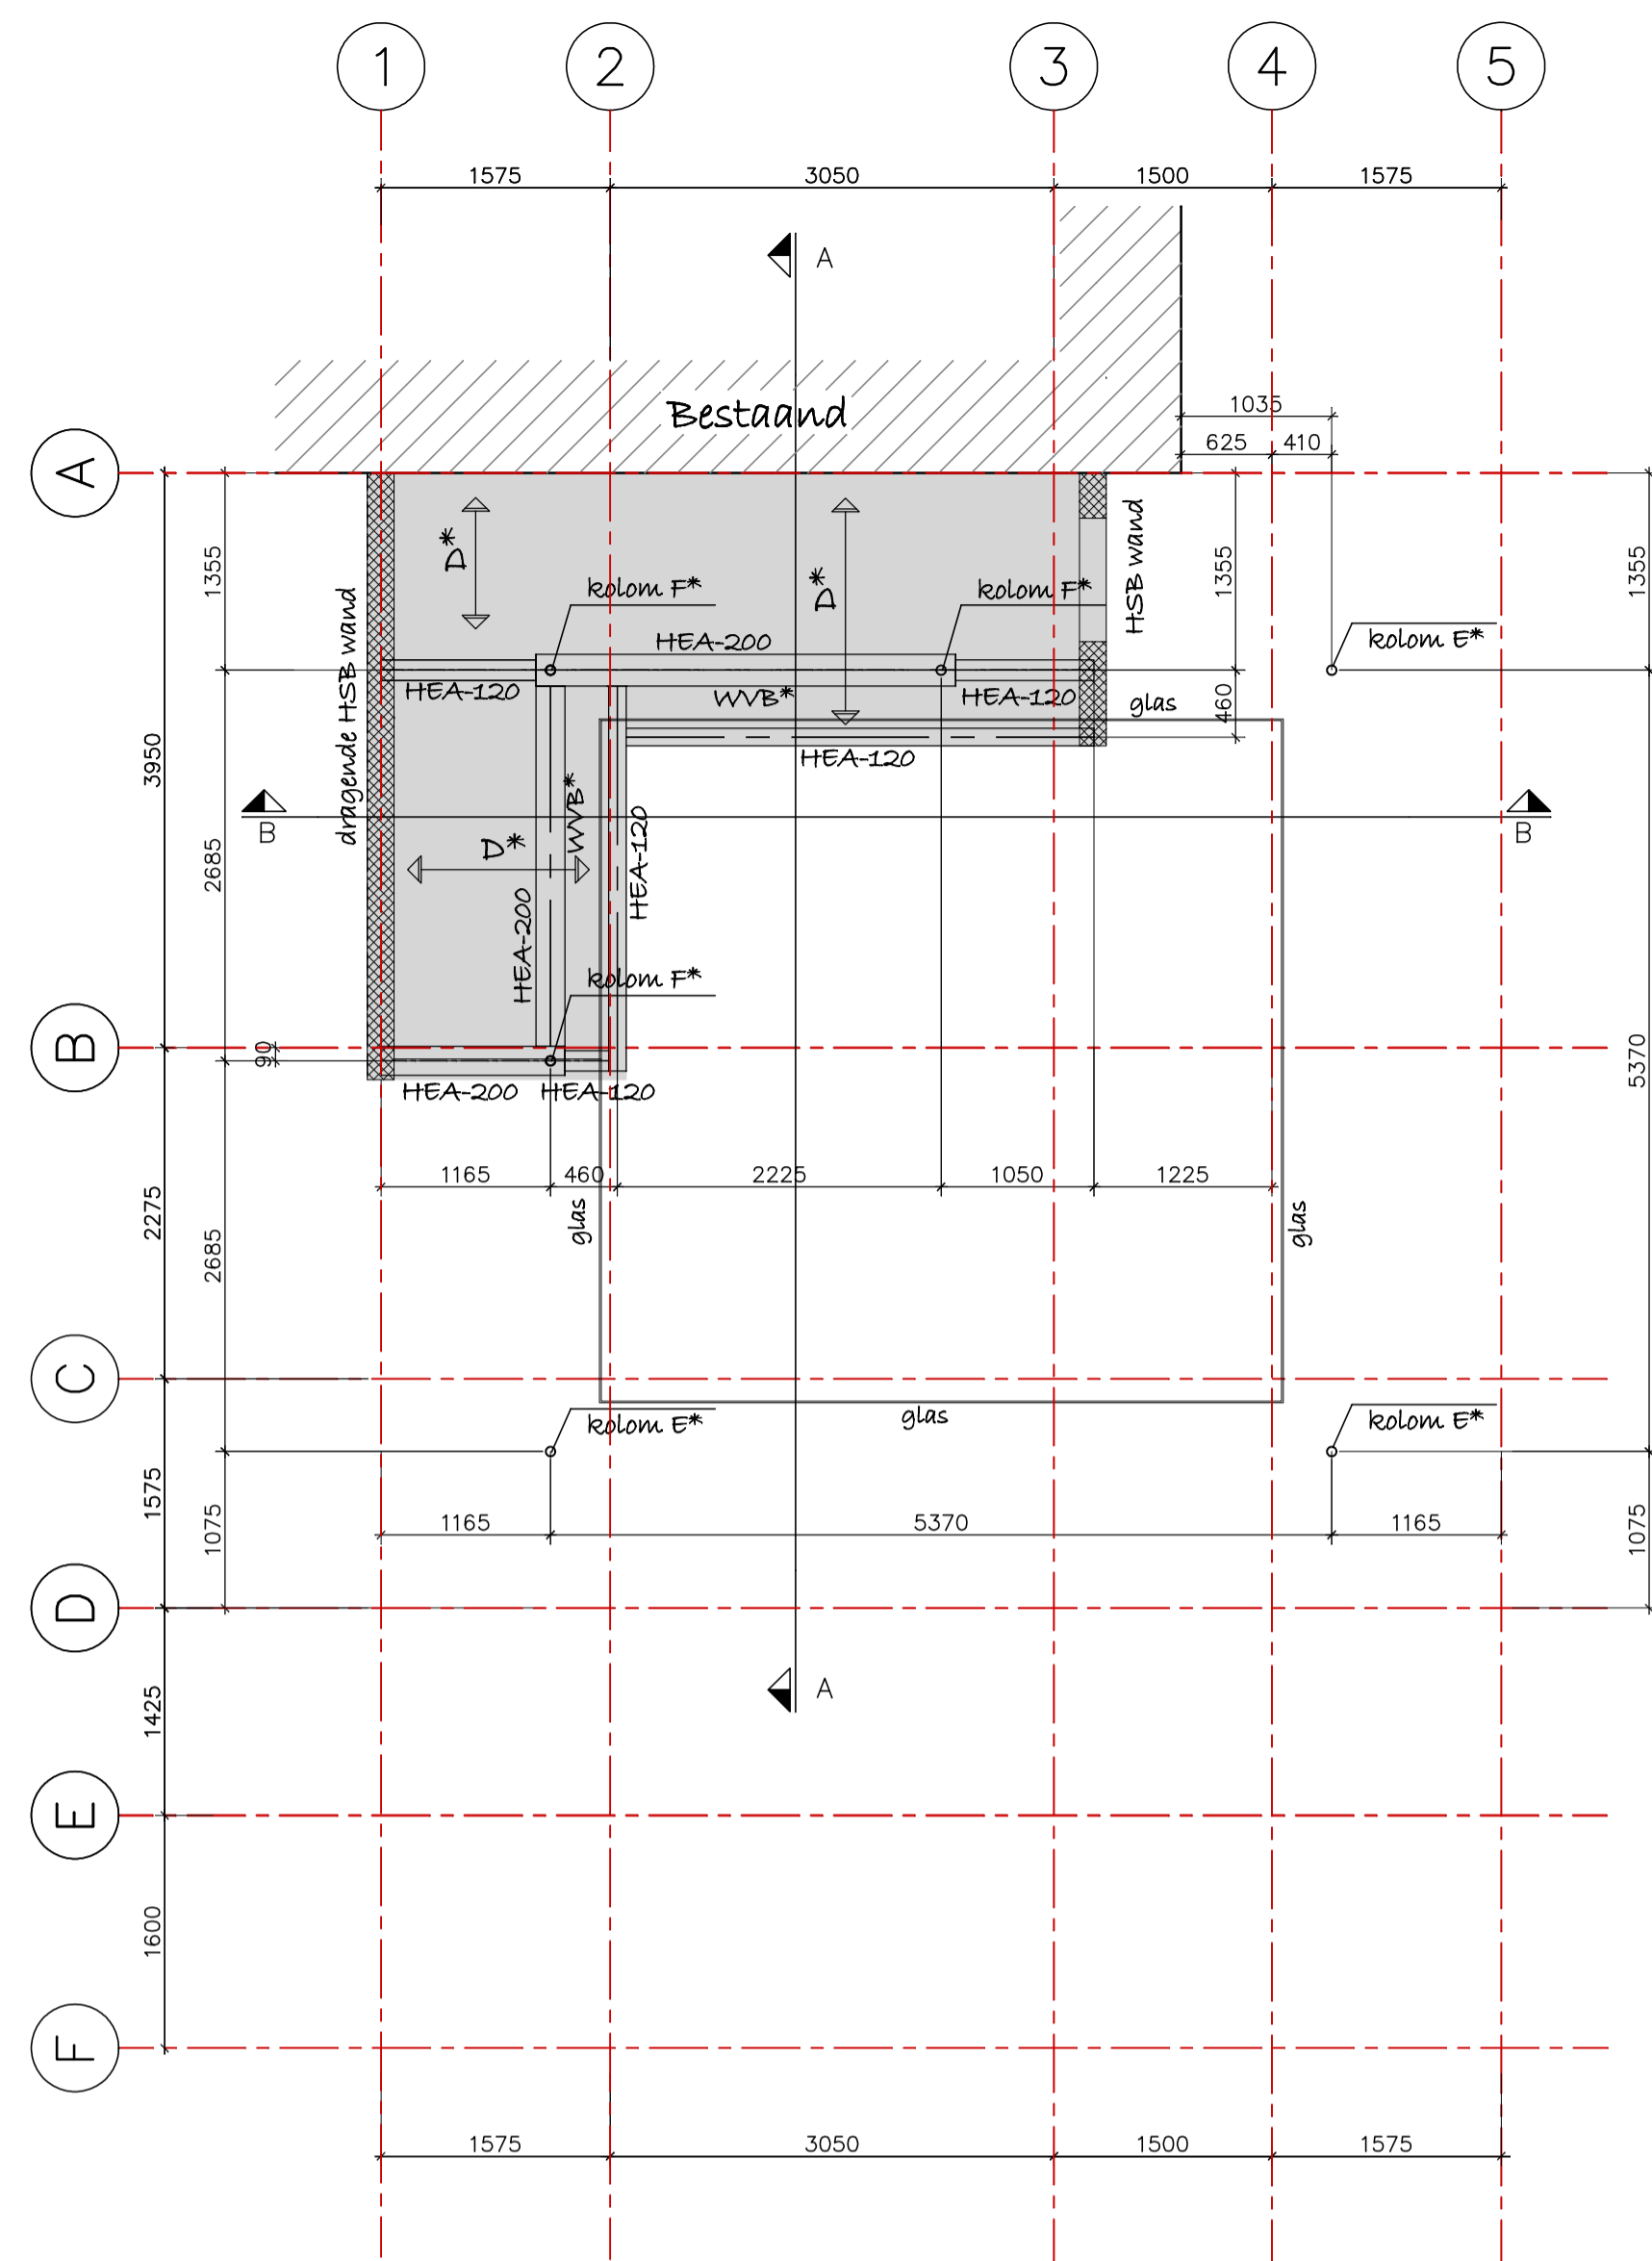 1 2 3 4 5
1575 3050 1500 1575
A
Bestaand
1035
625 410
A
1355
D*
D*
kolom F*
kolom F*
HSB wand
1355
1355
kolom E*
HEA-200
HEA-120
WVB*
HEA-120
glas
460
dragende HSB wand
HEA-120
3950
2685
B
B
WVB*
HEA-120
D*
HEA-200
kolom F*
B
90
HEA-200 HEA-120
5370
1165 460 2225 1050 1225
2275
2685
glas
glas
C
glas
kolom E*
kolom E*
1575
1075
1165 5370 1165
1075
D
A
1425
E
1600
F
1575 3050 1500 1575